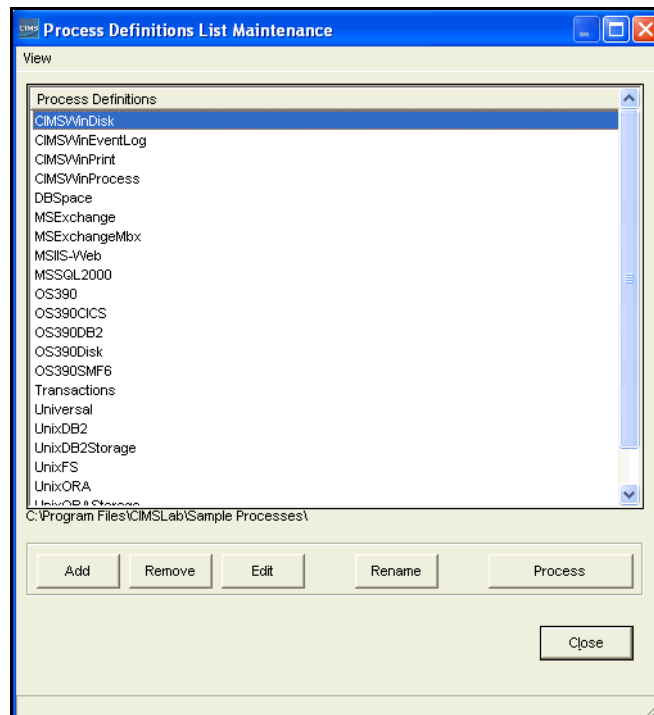 CIMS Process Definitions List Maintenance
View
Process Definitions
CIMSWinDisk
CIMSWinEventLog
CIMSWinPrint
CIMSWinProcess
DBSpace
MSExchange
MSExchangeMbx
MSIIS-Web
MSSQL2000
OS390
OS390CICS
OS390DB2
OS390Disk
OS390SMF6
Transactions
Universal
UnixDB2
UnixDB2Storage
UnixFS
UnixORA
UnixORAStorage
C:\Program Files\CIMSLab\Sample Processes\
Add Remove Edit Rename Process
Close